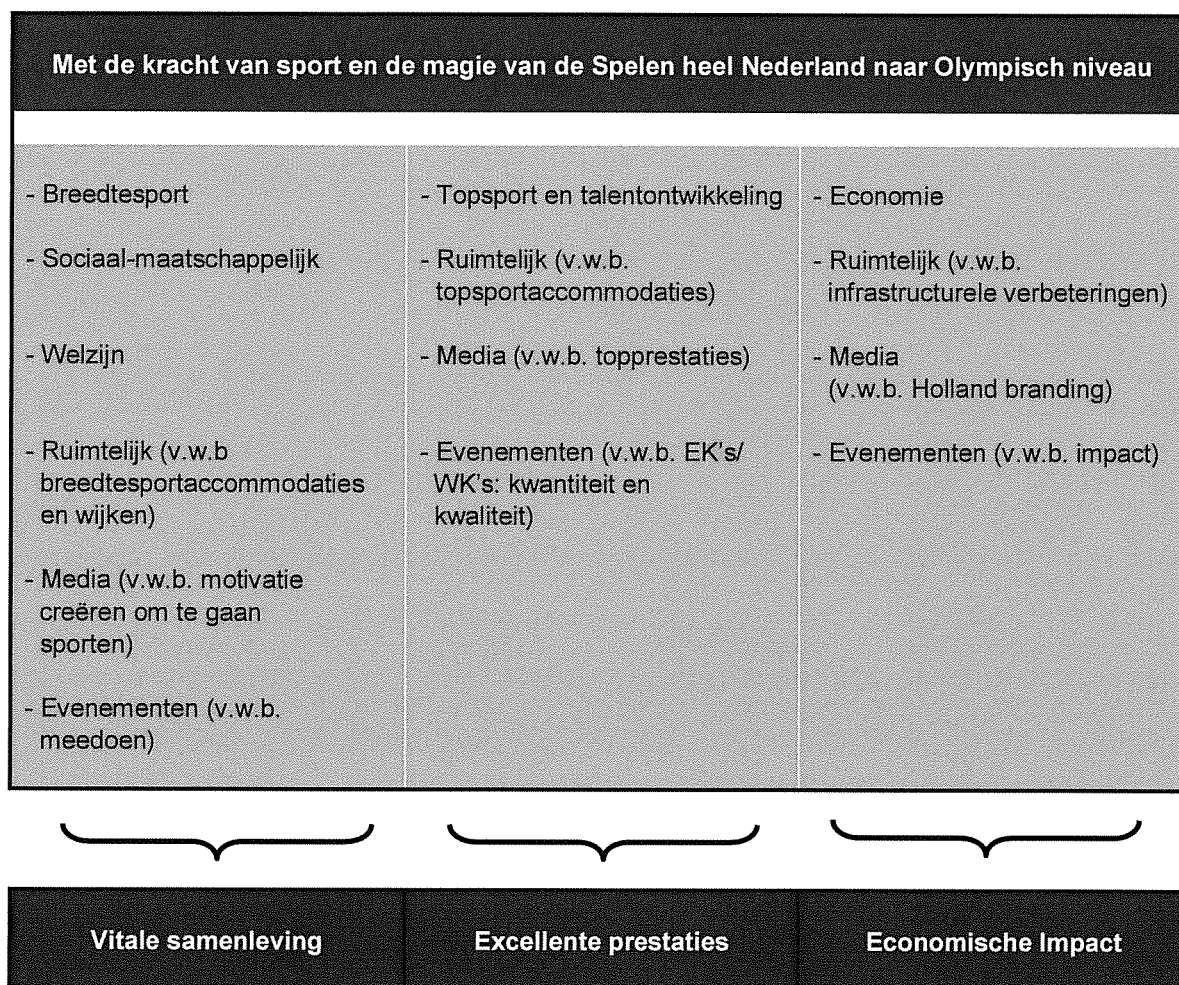 Met de kracht van sport en de magie van de Spelen heel Nederland naar Olympisch niveau
- Breedtesport
- Sociaal-maatschappelijk
- Welzijn
- Ruimtelijk (v.w.b
breedtesportaccommodaties
en wijken)
- Media (v.w.b. motivatie
creëren om te gaan
sporten)
- Evenementen (v.w.b.
meedoen)
- Topsport en talentontwikkeling
- Ruimtelijk (v.w.b.
topsportaccommodaties)
- Media (v.w.b. topprestaties)
- Evenementen (v.w.b. EK's/
WK's: kwantiteit en
kwaliteit)
- Economie
- Ruimtelijk (v.w.b.
infrastructurele verbeteringen)
- Media
(v.w.b. Holland branding)
- Evenementen (v.w.b. impact)
Vitale samenleving
Excellente prestaties
Economische Impact